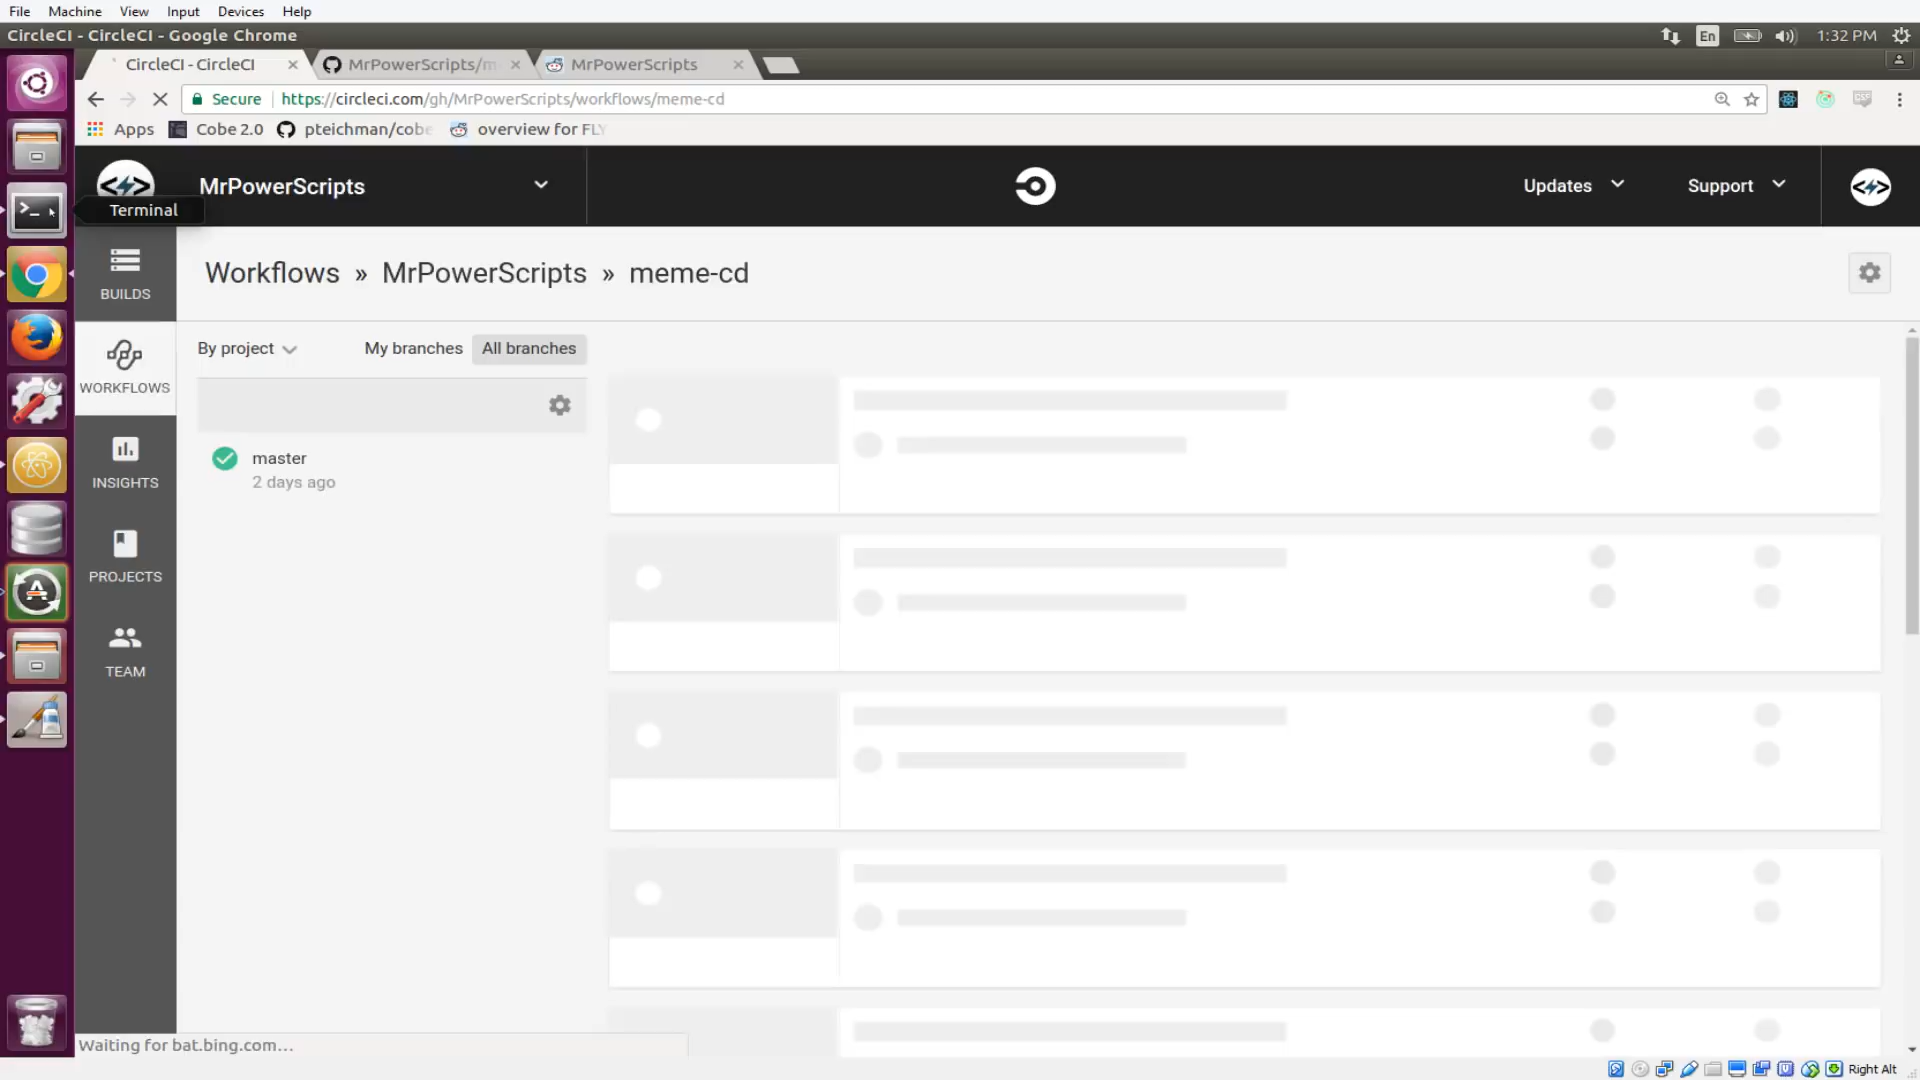 File Machine View Input Devices Help
CircleCI - CircleCI - Google Chrome
En
1:32 PM
CircleCI - CircleCI
MrPowerScripts/m
MrPowerScripts
Secure
https://circleci.com/gh/MrPowerScripts/workflows/meme-cd
Apps
Cobe 2.0
pteichman/cobe
overview for FLY
MrPowerScripts
Updates
Support
Terminal
BUILDS
WORKFLOWS
INSIGHTS
PROJECTS
TEAM
Workflows » MrPowerScripts » meme-cd
By project
My branches
All branches
master
2 days ago
Waiting for bat.bing.com...
Right Alt